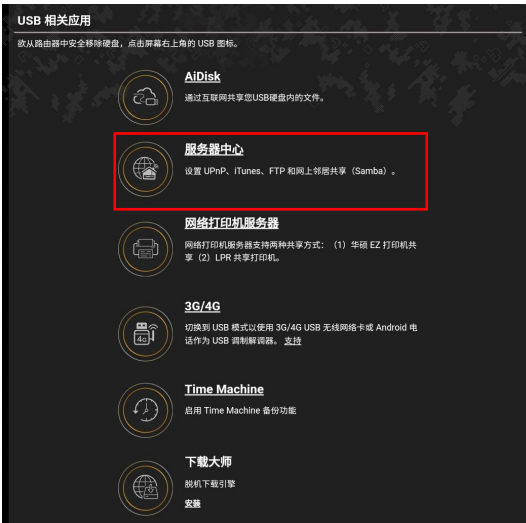 USB 相关应用
欲从路由器中安全移除硬盘，点击屏幕右上角的 USB 图标。
AiDisk
通过互联网共享您USB硬盘内的文件。
服务器中心
设置 UPnP、iTunes、FTP 和网上邻居共享（Samba）。
网络打印机服务器
网络打印机服务器支持两种共享方式：（1）华硕 EZ 打印机共
享（2）LPR 共享打印机。
3G/4G
4G
切换到 USB 模式以使用 3G/4G USB 无线网络卡或 Android 电
话作为 USB 调制解调器。 支持
Time Machine
启用 Time Machine 备份功能
下载大师
脱机下载引擎
安装